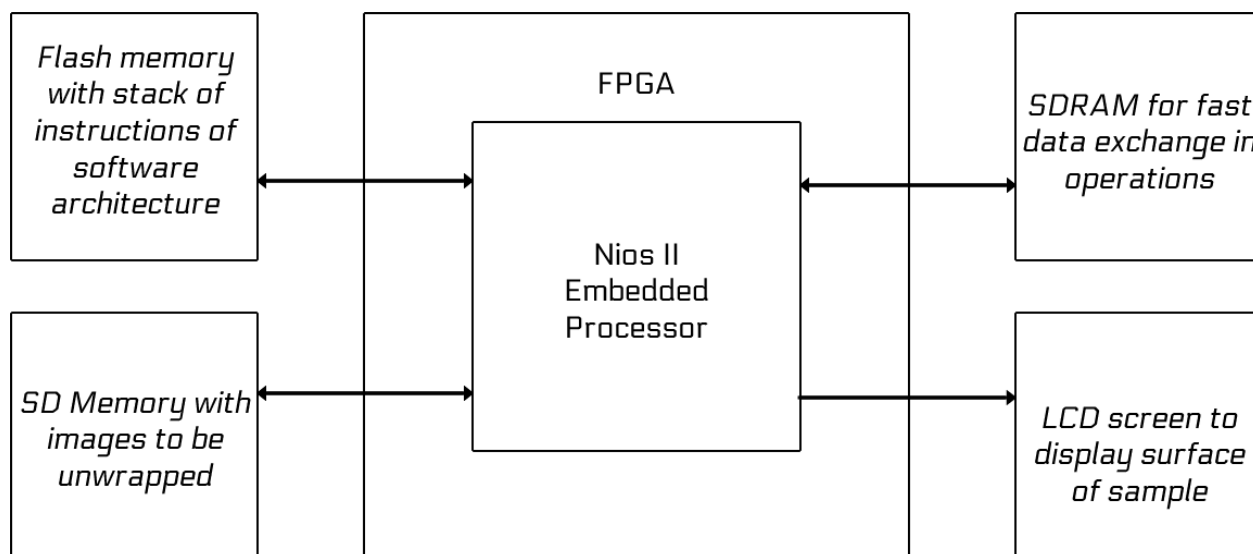 Flash memory
with stack of
instructions of
software
architecture
FPGA
SDRAM for fast
data exchange in
operations
Nios II
Embedded
Processor
SD Memory with
images to be
unwrapped
LCD screen to
display surface
of sample